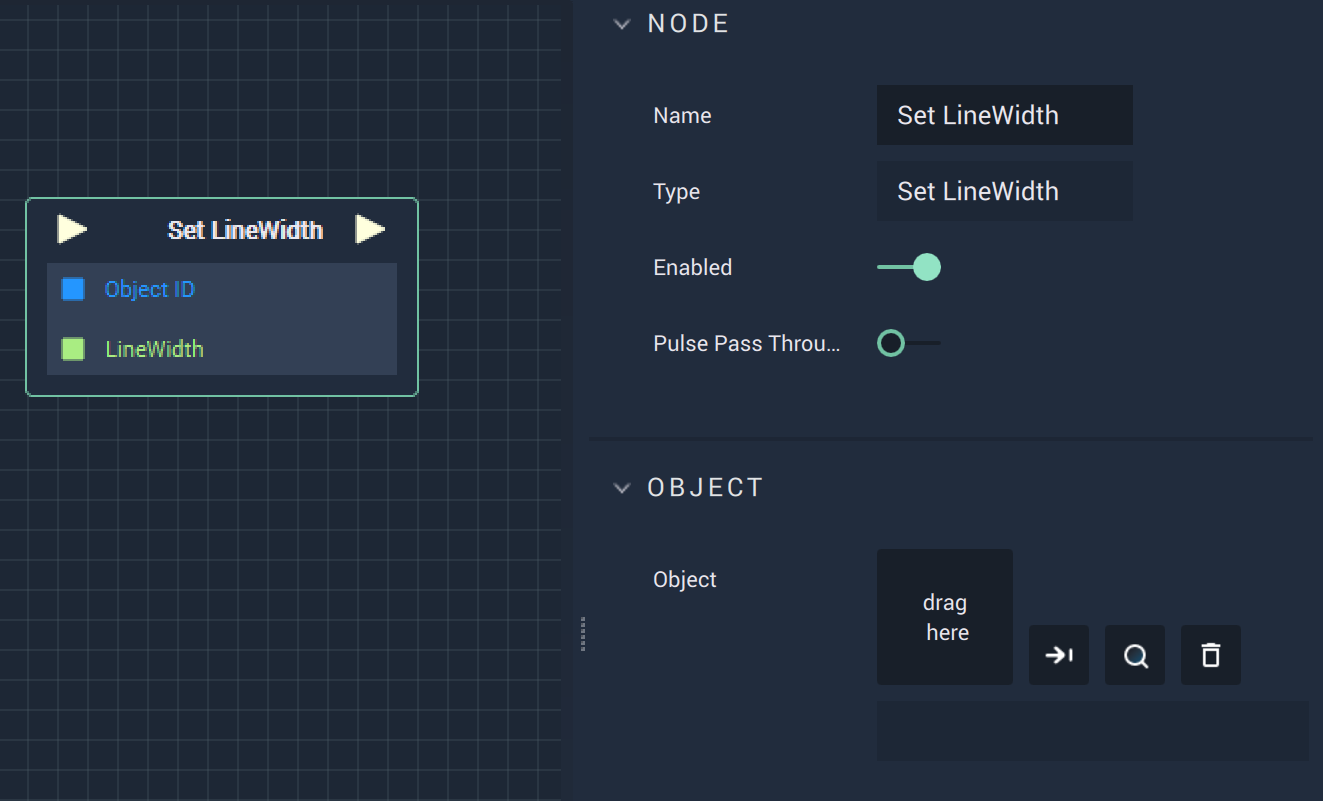 Set LineWidth
Object ID
LineWidth
NODE
Name
Set LineWidth
Type
Set LineWidth
Enabled
Pulse Pass Throu...
OBJECT
Object
drag
here